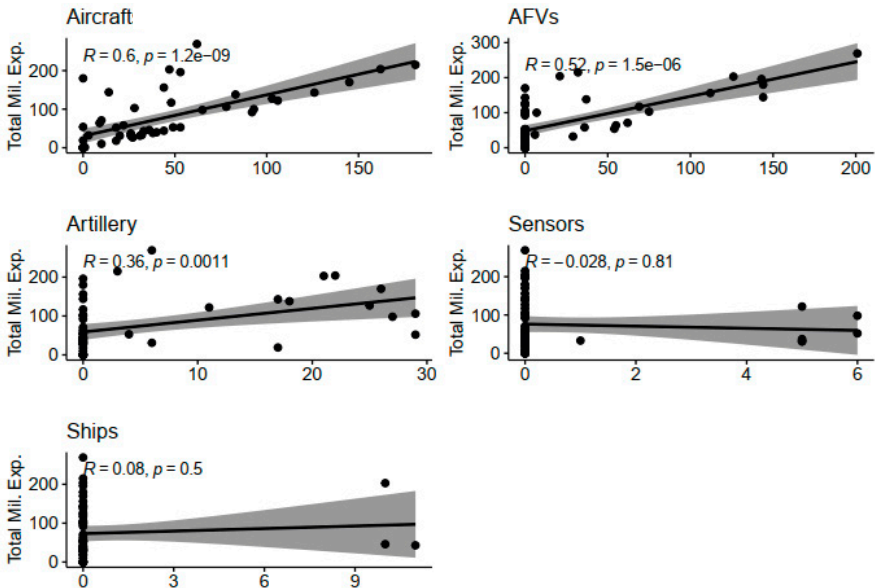 Aircraft
R = 0.6, p = 1.2e−09
Total Mil. Exp.
200
100
0
0
50
100
150
AFVs
R = 0.52, p = 1.5e−06
Total Mil. Exp.
300
200
100
0
0
50
100
150
200
Artillery
R = 0.36, p = 0.0011
Total Mil. Exp.
200
100
0
0
10
20
30
Sensors
R = −0.028, p = 0.81
Total Mil. Exp.
200
100
0
0
2
4
6
Ships
R = 0.08, p = 0.5
Total Mil. Exp.
200
100
0
0
3
6
9